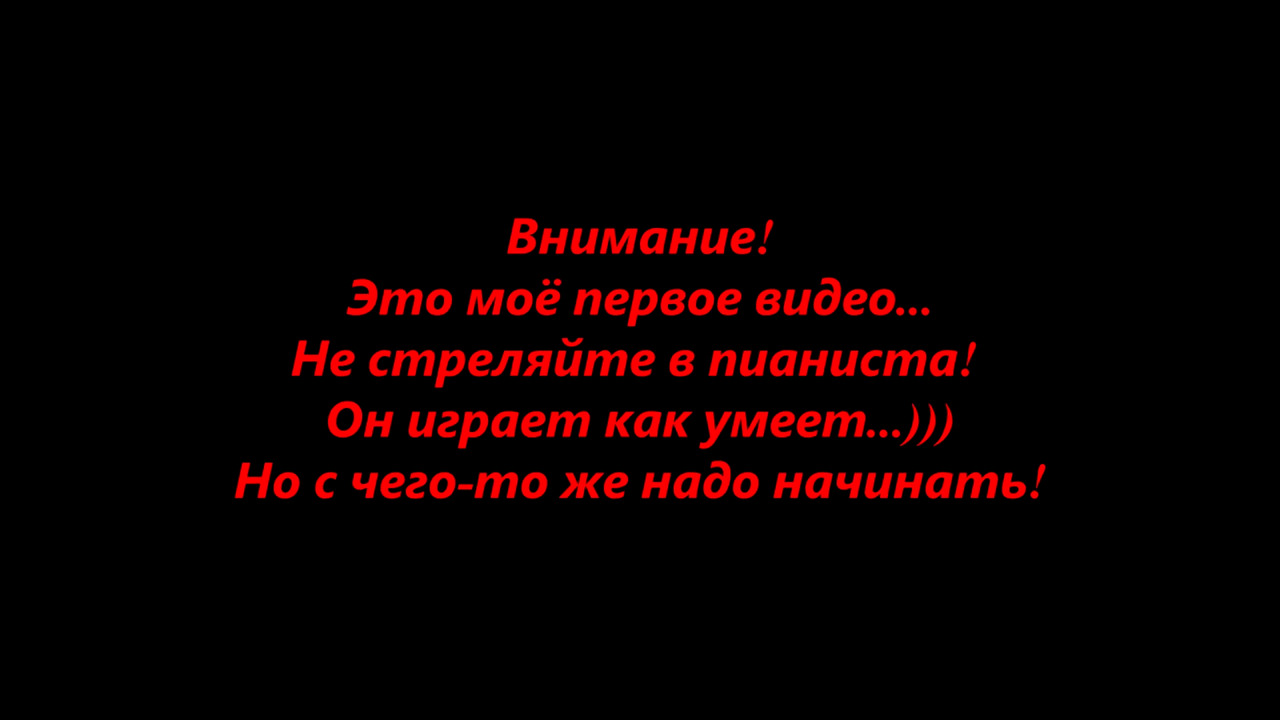 Внимание!
Это моё первое видео...
Не стреляйте в пианиста!
Он играет как умеет...)))
Но с чего-то же надо начинать!